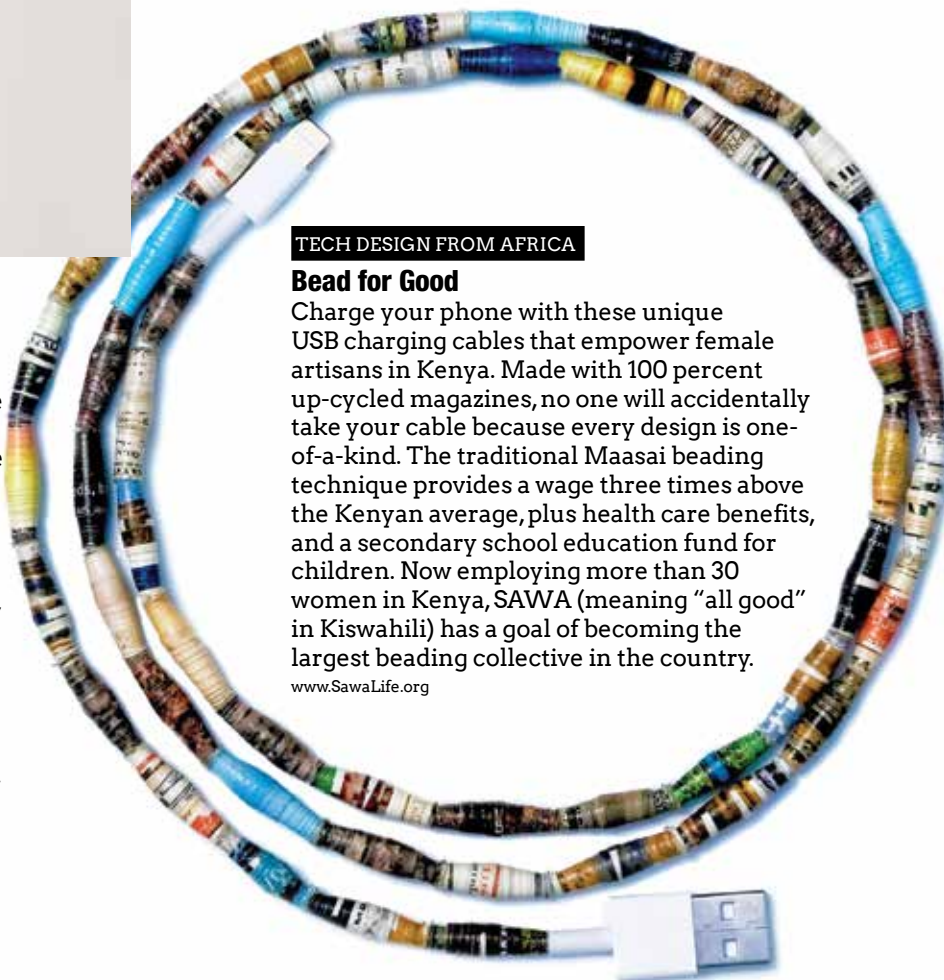 TECH DESIGN FROM AFRICA
Bead for Good
Charge your phone with these unique
USB charging cables that empower female
artisans in Kenya. Made with 100 percent
up-cycled magazines, no one will accidentally
take your cable because every design is one-
of-a-kind. The traditional Maasai beading
technique provides a wage three times above
the Kenyan average, plus health care benefits,
and a secondary school education fund for
children. Now employing more than 30
women in Kenya, SAWA (meaning “all good”
in Kiswahili) has a goal of becoming the
largest beading collective in the country.
www.SawaLife.org